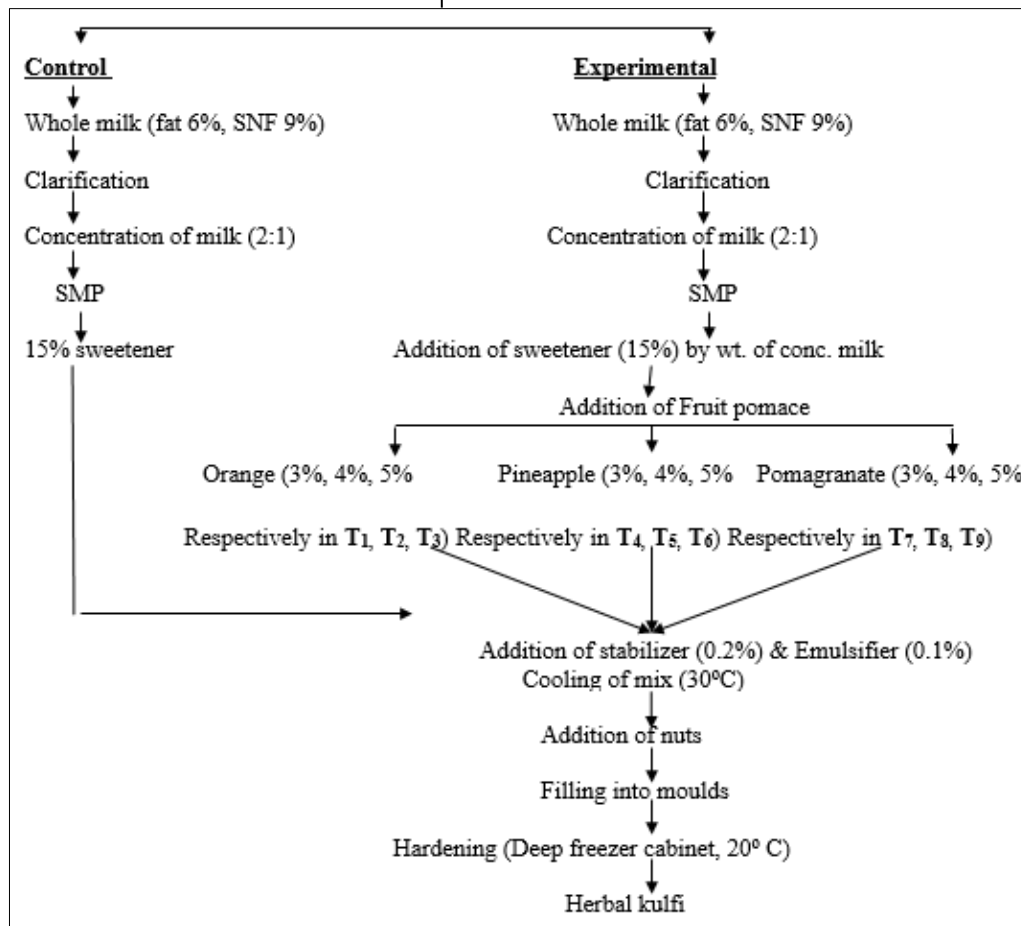 Control
Experimental
Whole milk (fat 6%, SNF 9%)
Whole milk (fat 6%, SNF 9%)
Clarification
Clarification
Concentration of milk (2:1)
Concentration of milk (2:1)
SMP
SMP
15% sweetener
Addition of sweetener (15%) by wt. of conc. milk
Addition of Fruit pomace
Orange (3%, 4%, 5%
Pineapple (3%, 4%, 5%
Pomagranate (3%, 4%, 5%
Respectively in T₁, T₂, T₃)
Respectively in T₄, T₅, T₆)
Respectively in T₇, T₈, T₉)
Addition of stabilizer (0.2%) & Emulsifier (0.1%)
Cooling of mix (30⁰C)
Addition of nuts
Filling into moulds
Hardening (Deep freezer cabinet, 20⁰ C)
Herbal kulfi